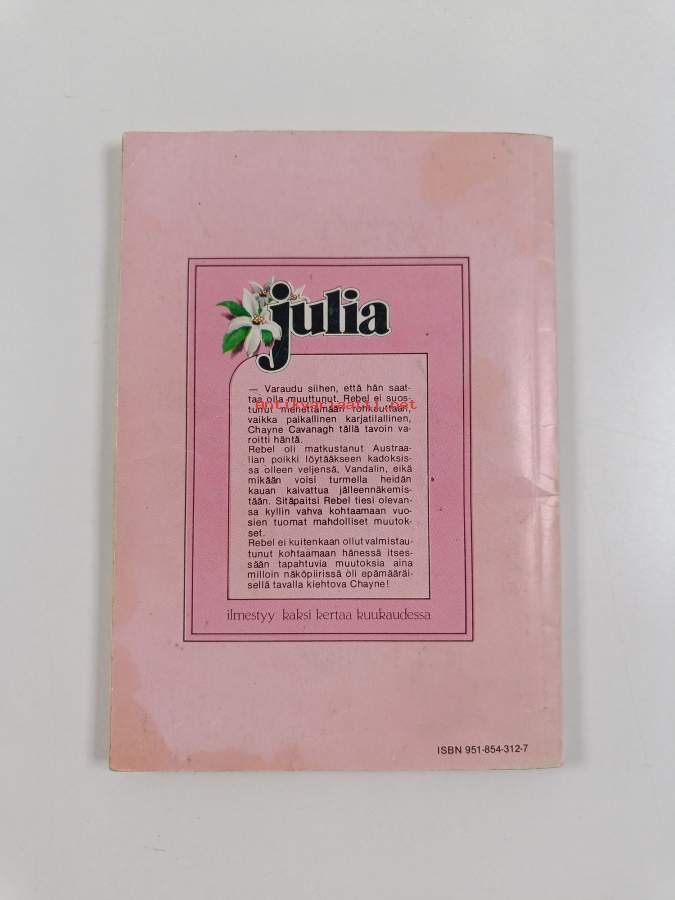 julia
— Varaudu siihen, että hän saat-
taa olla muuttunut. Rebel ei suos-
antikvariaatti.net
tunut menettämään rohkeuttaan,
vaikka paikallinen karjatilallinen,
Chayne Cavanagh tällä tavoin va-
roitti häntä.
Rebel oli matkustanut Austraa-
lian poikki löytääkseen kadoksis-
sa olleen veljensä, Vandalin, eikä
mikään voisi turmella heidän
kauan kaivattua jälleennäkemis-
tään. Sitäpaitsi Rebel tiesi olevan-
sa kyllin vahva kohtaamaan vuo-
sien tuomat mahdolliset muutok-
set.
Rebel ei kuitenkaan ollut valmistau-
tunut kohtaamaan hänessä itses-
sään tapahtuvia muutoksia aina
milloin näköpiirissä oli epämääräi-
sellä tavalla kiehtova Chayne!
ilmestyy kaksi kertaa kuukaudessa
ISBN 951-854-312-7